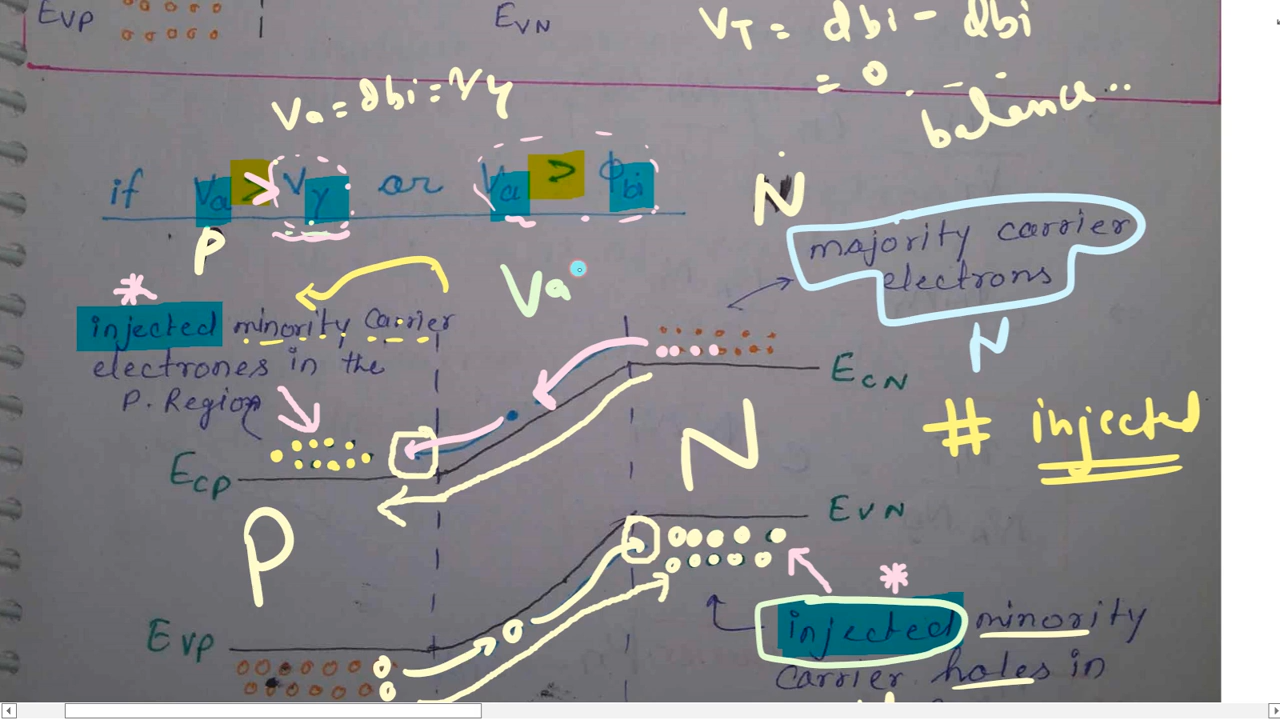 EVP
EVN
VT = ϕbi - ϕbi
= 0
balance..
Va = ϕbi = Vγ
if Va > Vγ or Va > ϕbi
P
N
majority carrier
electrons
N
Va
* injected minority carrier
electrones in the
P. Region
ECN
# injected
ECP
N
P
EVN
*
EVP
injected minority
carrier holes in